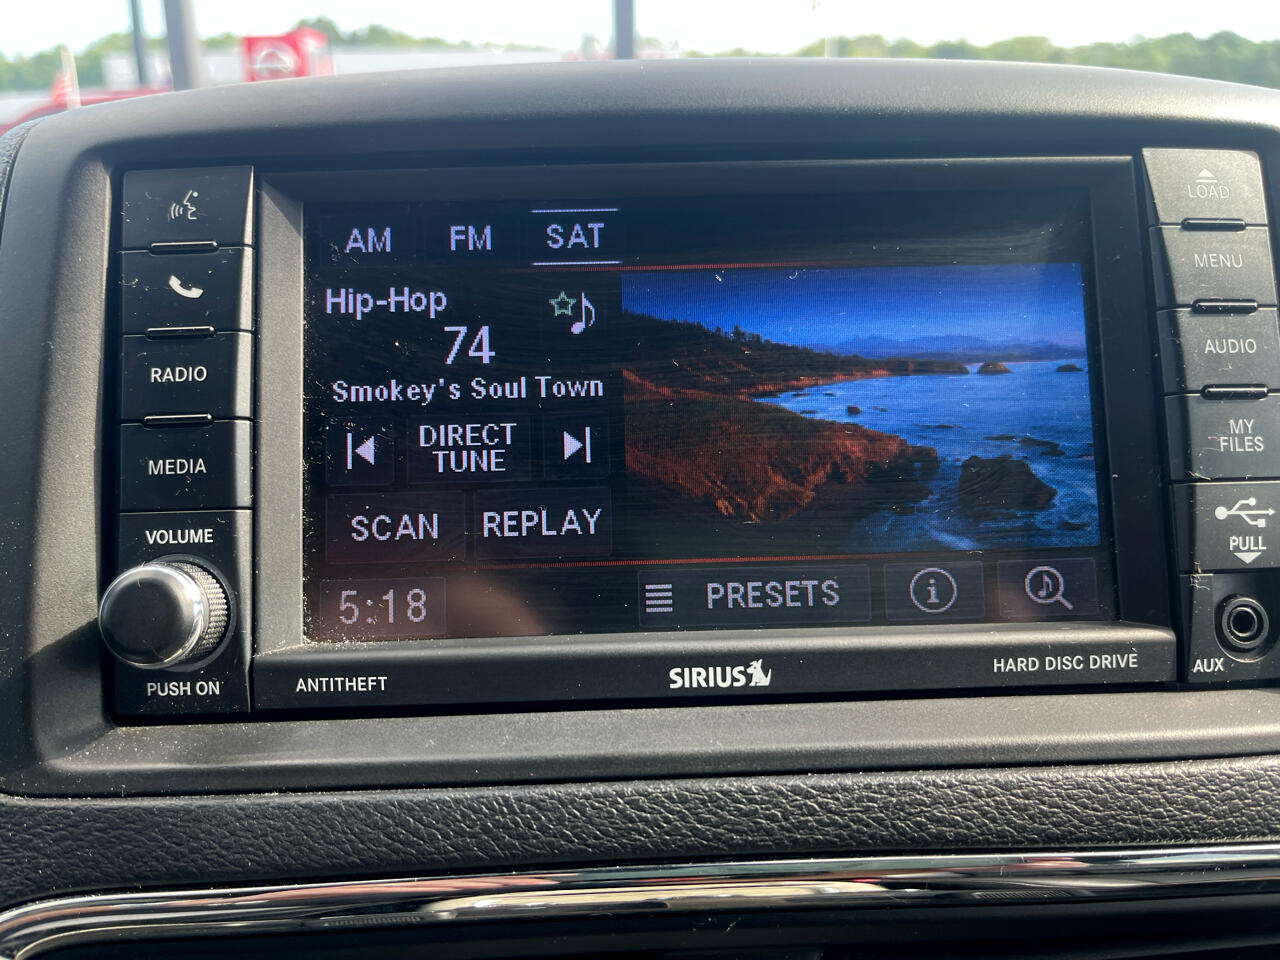 AM FM SAT
Hip-Hop
74
Smokey's Soul Town
DIRECT
TUNE
SCAN REPLAY
5:18 PRESETS i
RADIO
MEDIA
VOLUME
PUSH ON
ANTITHEFT
SIRIUS
HARD DISC DRIVE
LOAD
MENU
AUDIO
MY
FILES
PULL
AUX